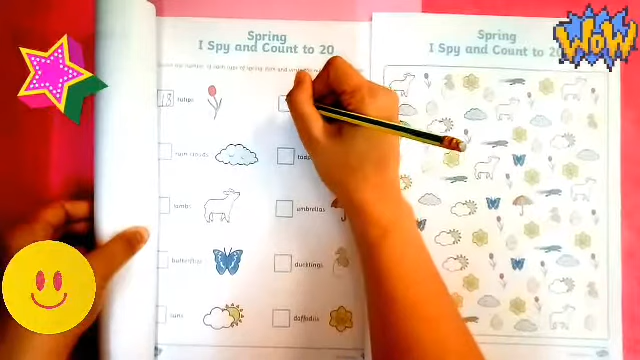 Spring
I Spy and Count to 20
18 tulips
rain clouds
lambs
umbrellas
butterflies
ducklings
suns
daffodils
Spring
I Spy and Count to 20
WOW